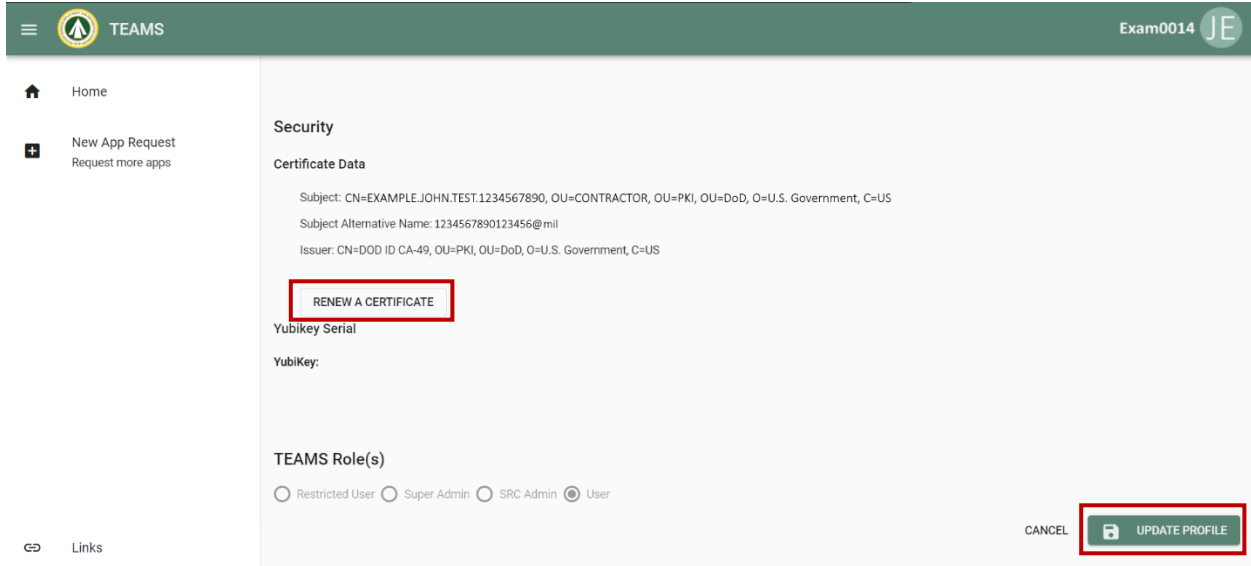 TEAMS
Exam0014 JE
Home
New App Request
Request more apps
Security
Certificate Data
Subject: CN=EXAMPLE.JOHN.TEST.1234567890, OU=CONTRACTOR, OU=PKI, OU=DoD, O=U.S. Government, C=US
Subject Alternative Name: 1234567890123456@mil
Issuer: CN=DOD ID CA-49, OU=PKI, OU=DoD, O=U.S. Government, C=US
RENEW A CERTIFICATE
Yubikey Serial
YubiKey:
TEAMS Role(s)
Restricted User Super Admin SRC Admin User
CANCEL UPDATE PROFILE
Links